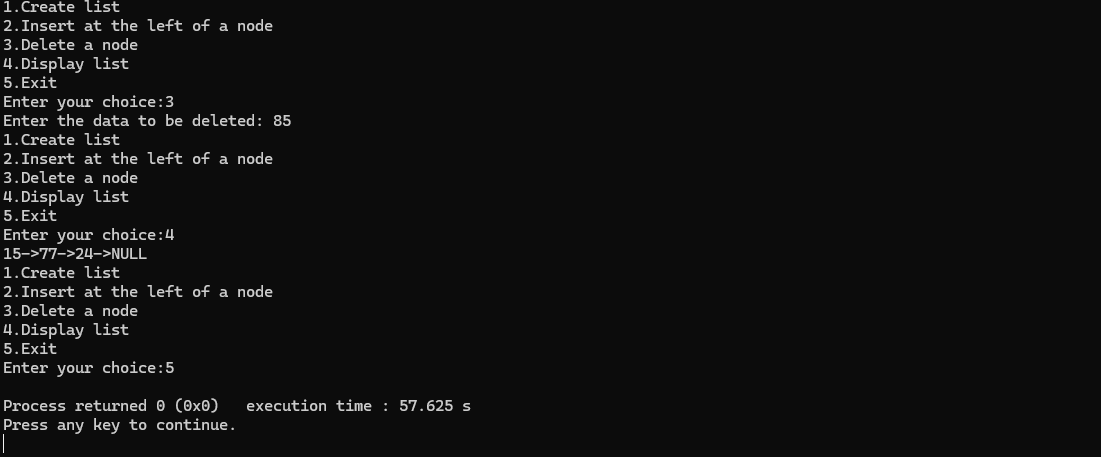 1.Create list
2.Insert at the left of a node
3.Delete a node
4.Display list
5.Exit
Enter your choice:3
Enter the data to be deleted: 85
1.Create list
2.Insert at the left of a node
3.Delete a node
4.Display list
5.Exit
Enter your choice:4
15->77->24->NULL
1.Create list
2.Insert at the left of a node
3.Delete a node
4.Display list
5.Exit
Enter your choice:5

Process returned 0 (0x0)   execution time : 57.625 s
Press any key to continue.